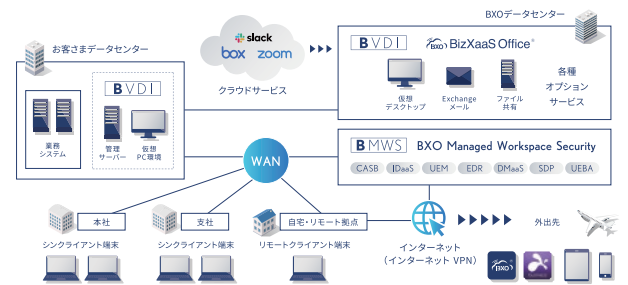 お客さまデータセンター
BVDI
業務
システム
管理
サーバー
仮想
PC環境
slack
box zoom
クラウドサービス
BXOデータセンター
BVDI
BXO BizXaaS Office®
仮想
デスクトップ
Exchange
メール
ファイル
共有
各種
オプション
サービス
WAN
BMWS BXO Managed Workspace Security
CASB IDaaS UEM EDR DMaaS SDP UEBA
本社
シンクライアント端末
支社
シンクライアント端末
自宅・リモート拠点
リモートクライアント端末
インターネット
（インターネット VPN）
外出先
BXO